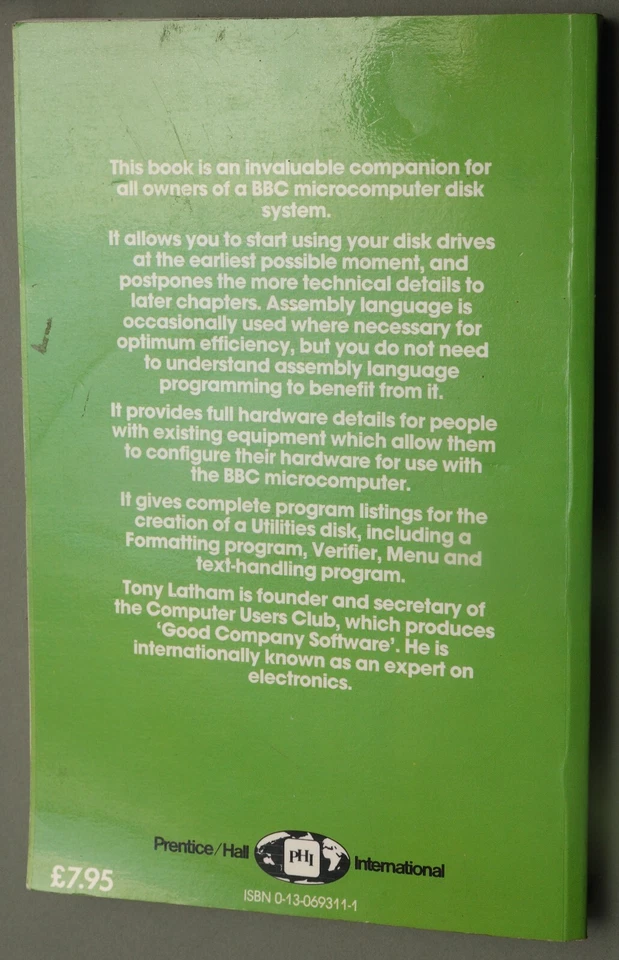 This book is an invaluable companion for
all owners of a BBC microcomputer disk
system.
It allows you to start using your disk drives
at the earliest possible moment, and
postpones the more technical details to
later chapters. Assembly language is
occasionally used where necessary for
optimum efficiency, but you do not need
to understand assembly language
programming to benefit from it.
It provides full hardware details for people
with existing equipment which allow them
to configure their hardware for use with
the BBC microcomputer.
It gives complete program listings for the
creation of a Utilities disk, including a
Formatting program, Verifier, Menu and
text-handling program.
Tony Latham is founder and secretary of
the Computer Users Club, which produces
'Good Company Software'. He is
internationally known as an expert on
electronics.
Prentice/Hall PHI International
£7.95
ISBN 0-13-069311-1